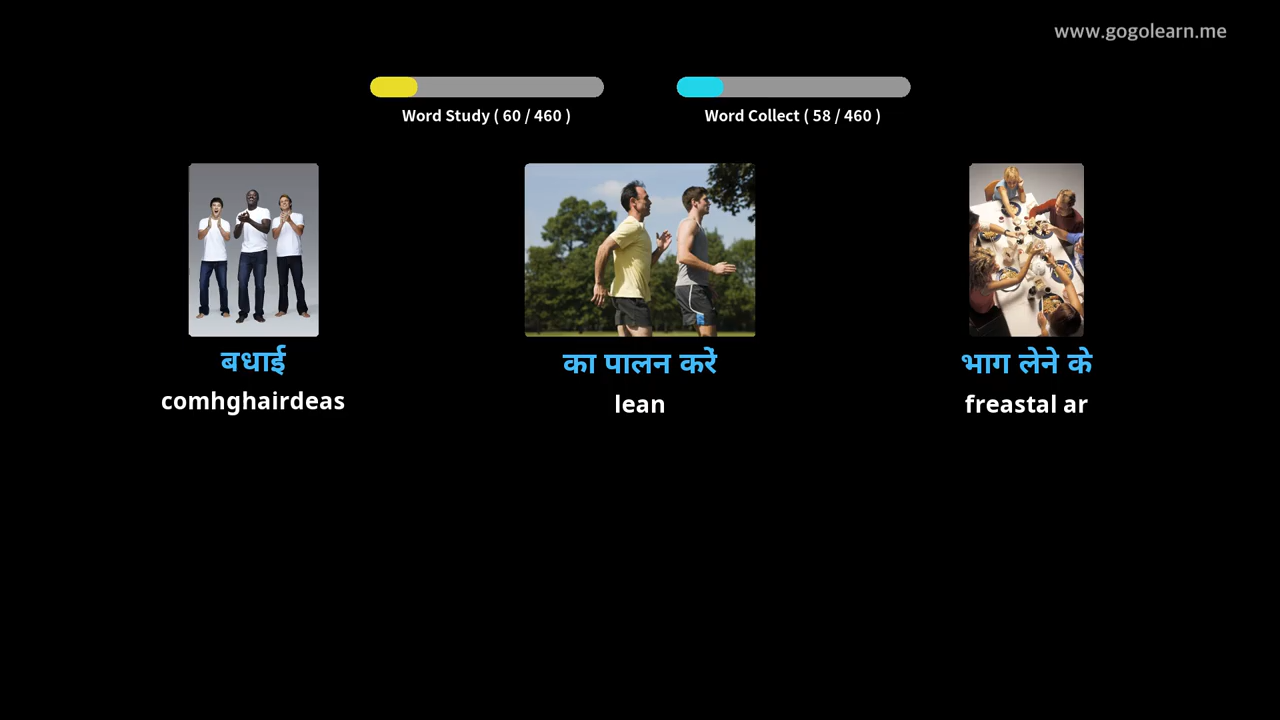 www.gogolearn.me
Word Study ( 60 / 460 )
Word Collect ( 58 / 460 )
बधाई
का पालन करें
भाग लेने के
comhghairdeas
lean
freastal ar